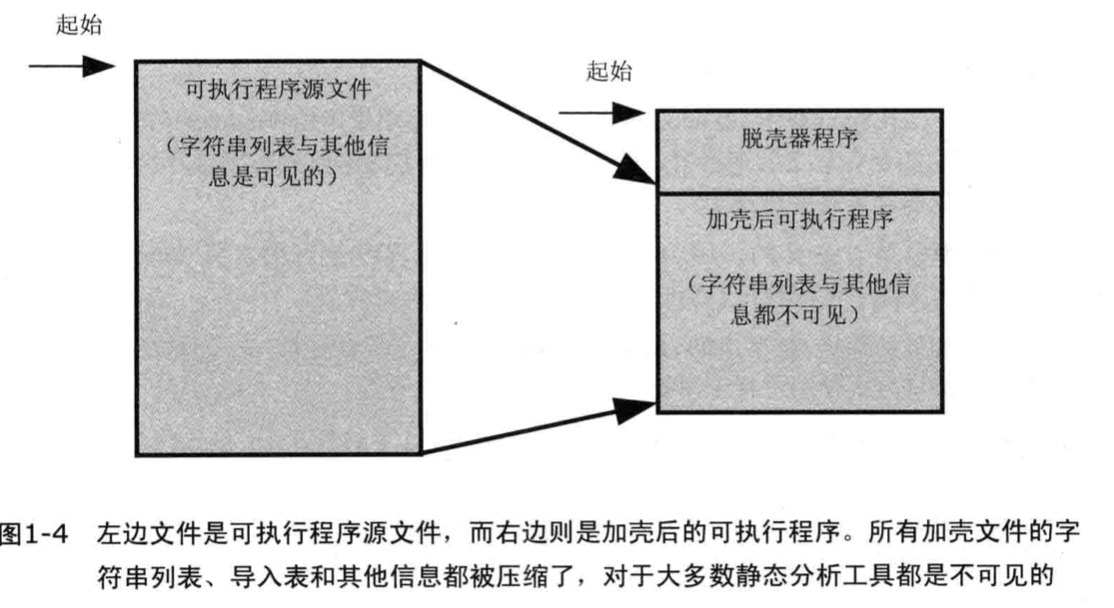 起始
可执行程序源文件
（字符串列表与其他信
息是可见的）
起始
脱壳器程序
加壳后可执行程序
（字符串列表与其他信
息都不可见）
图1-4 左边文件是可执行程序源文件，而右边则是加壳后的可执行程序。所有加壳文件的字
符串列表、导入表和其他信息都被压缩了，对于大多数静态分析工具都是不可见的